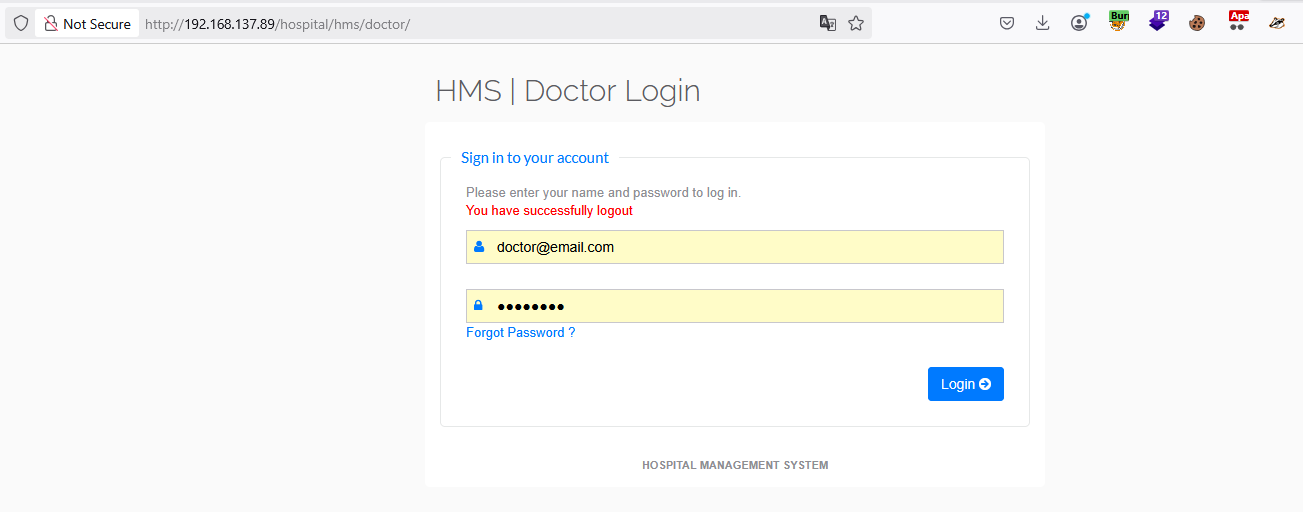 Not Secure http://192.168.137.89/hospital/hms/doctor/
Bur 12 Apa
HMS | Doctor Login
Sign in to your account
Please enter your name and password to log in.
You have successfully logout
doctor@email.com
••••••••
Forgot Password ?
Login
HOSPITAL MANAGEMENT SYSTEM